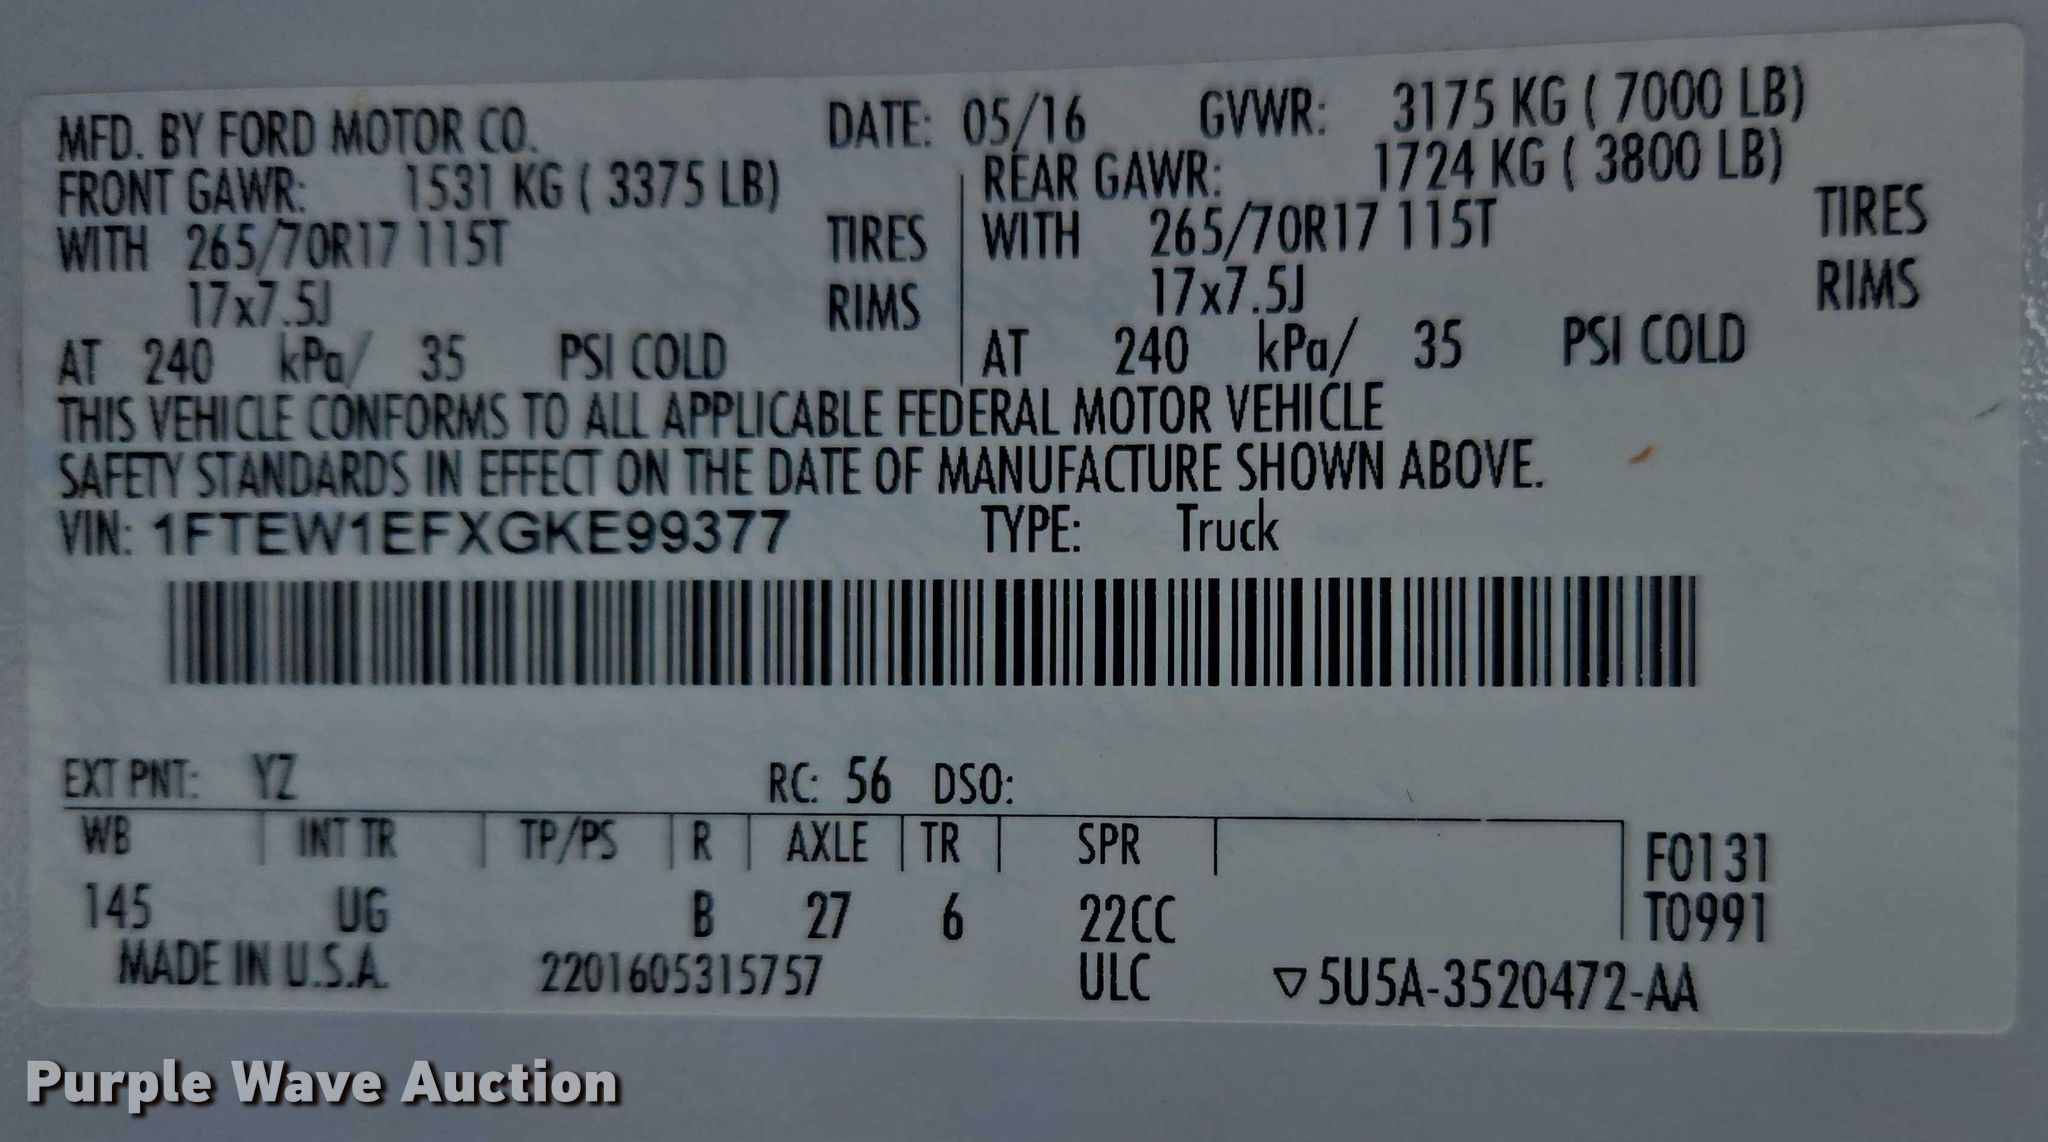 MFD. BY FORD MOTOR CO. DATE: 05/16 GVWR: 3175 KG ( 7000 LB)
FRONT GAWR: 1531 KG ( 3375 LB) REAR GAWR: 1724 KG ( 3800 LB)
WITH 265/70R17 115T TIRES WITH 265/70R17 115T TIRES
17x7.5J RIMS 17x7.5J RIMS
AT 240 kPa/ 35 PSI COLD AT 240 kPa/ 35 PSI COLD
THIS VEHICLE CONFORMS TO ALL APPLICABLE FEDERAL MOTOR VEHICLE
SAFETY STANDARDS IN EFFECT ON THE DATE OF MANUFACTURE SHOWN ABOVE.
VIN: 1FTEW1EFXGKE99377 TYPE: Truck
EXT PNT: YZ RC: 56 DSO:
WB INT TR TP/PS R AXLE TR SPR F0131
145 UG B 27 6 22CC T0991
MADE IN U.S.A. 2201605315757 ULC ▽5U5A-3520472-AA
Purple Wave Auction